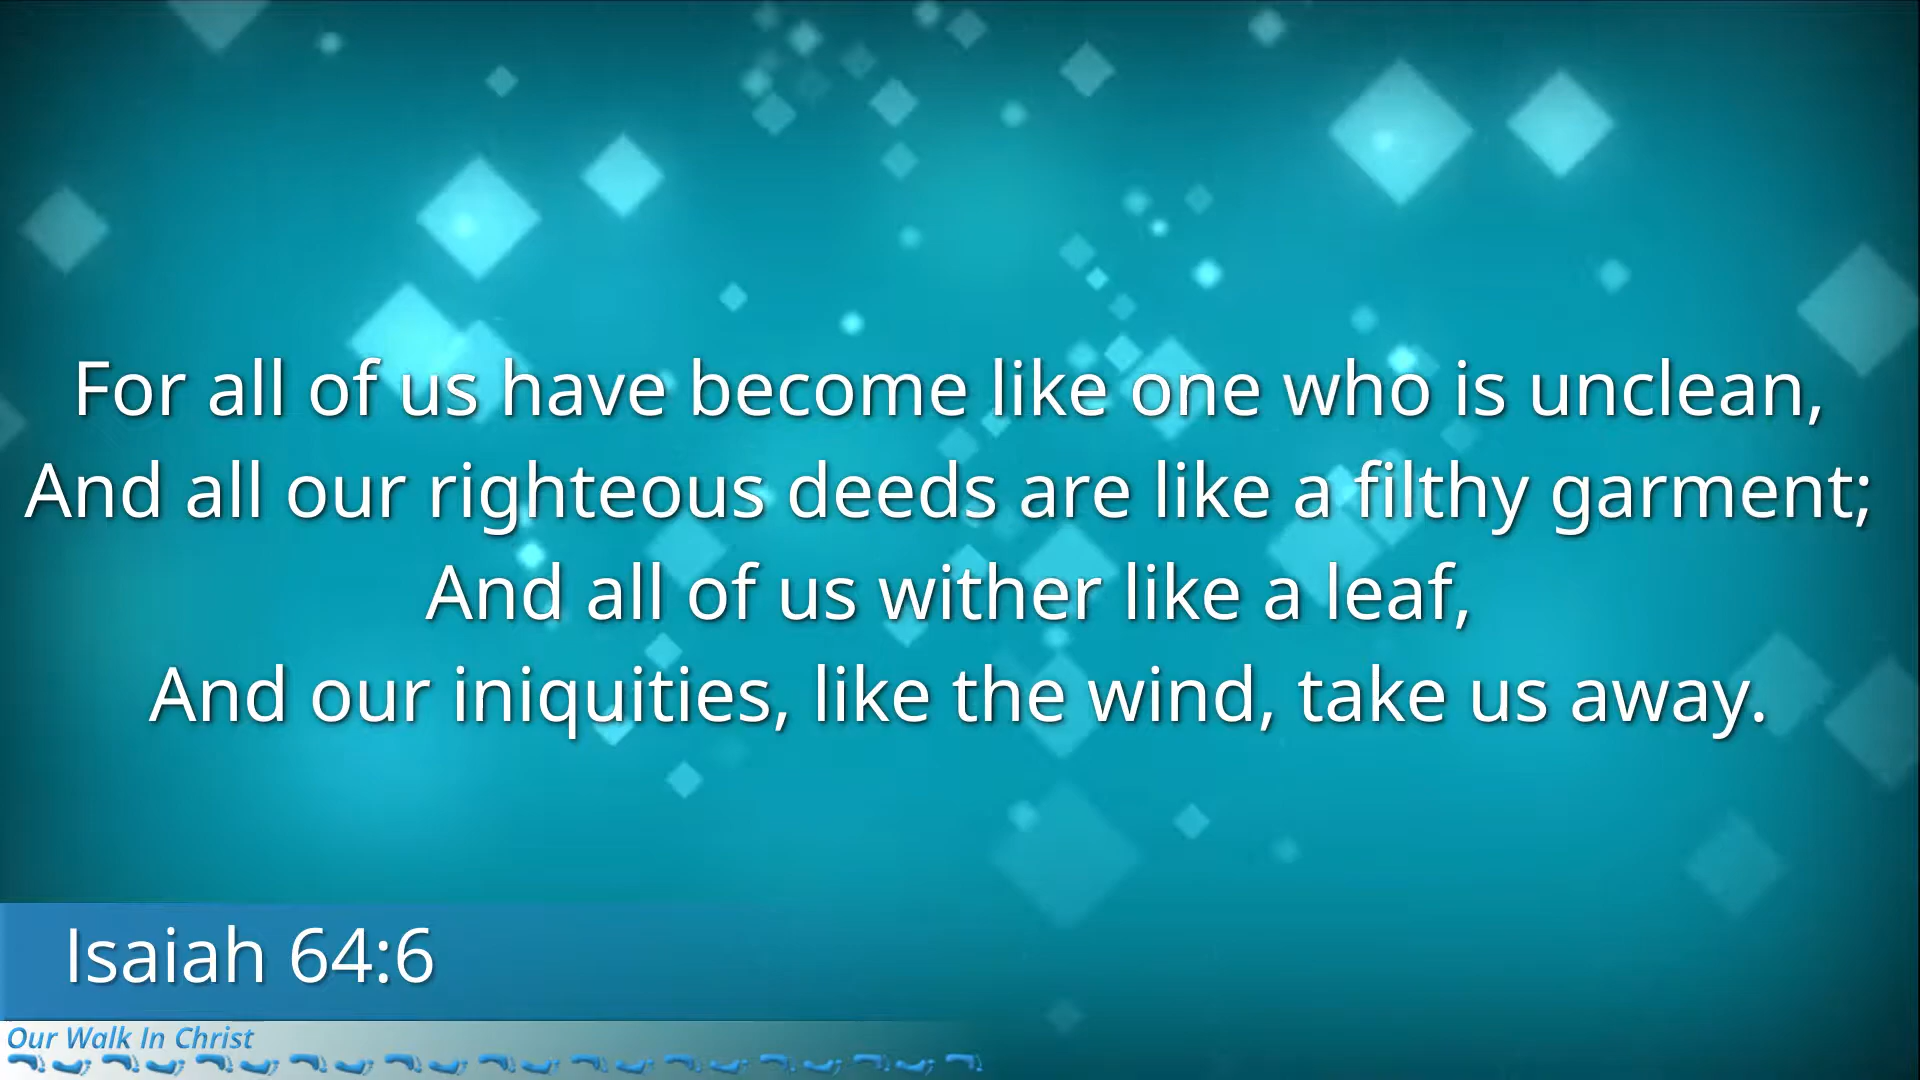 For all of us have become like one who is unclean,
And all our righteous deeds are like a filthy garment;
And all of us wither like a leaf,
And our iniquities, like the wind, take us away.
Isaiah 64:6
Our Walk In Christ